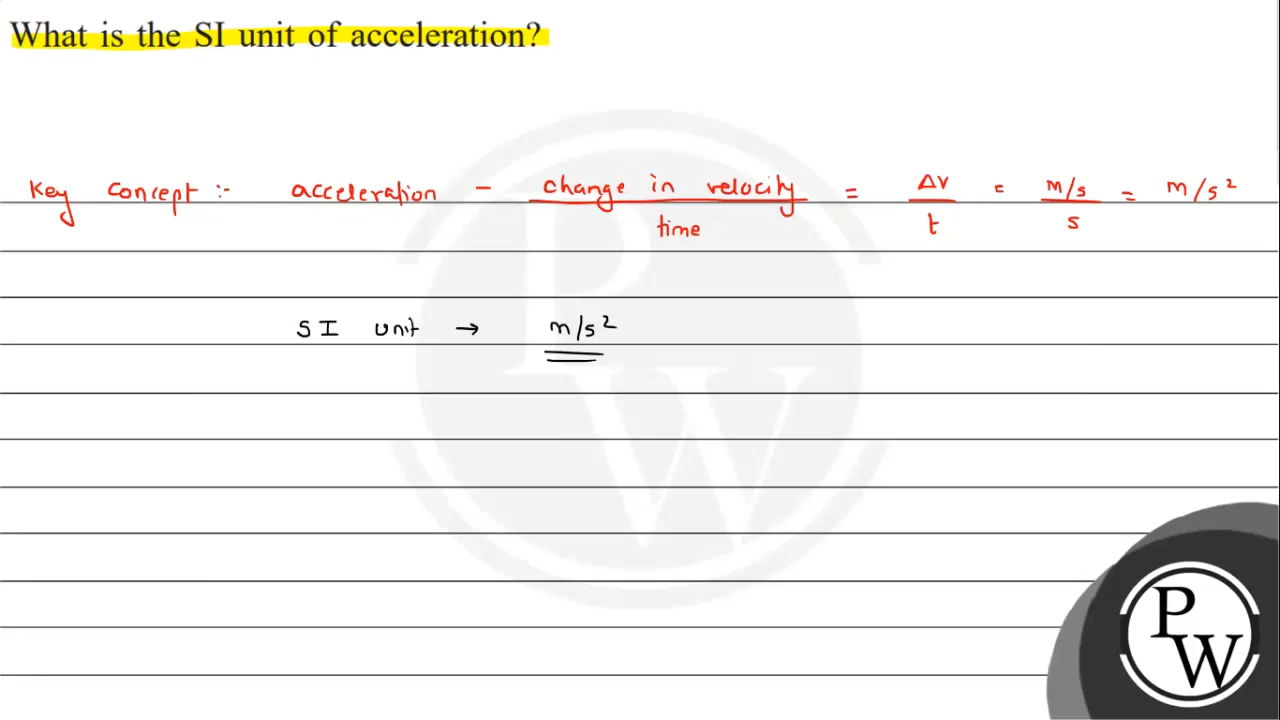 What is the SI unit of acceleration?
Key concept :- acceleration - change in velocity / time = Δv / t = m/s / s = m/s²
SI unit → m/s²
PW
PW